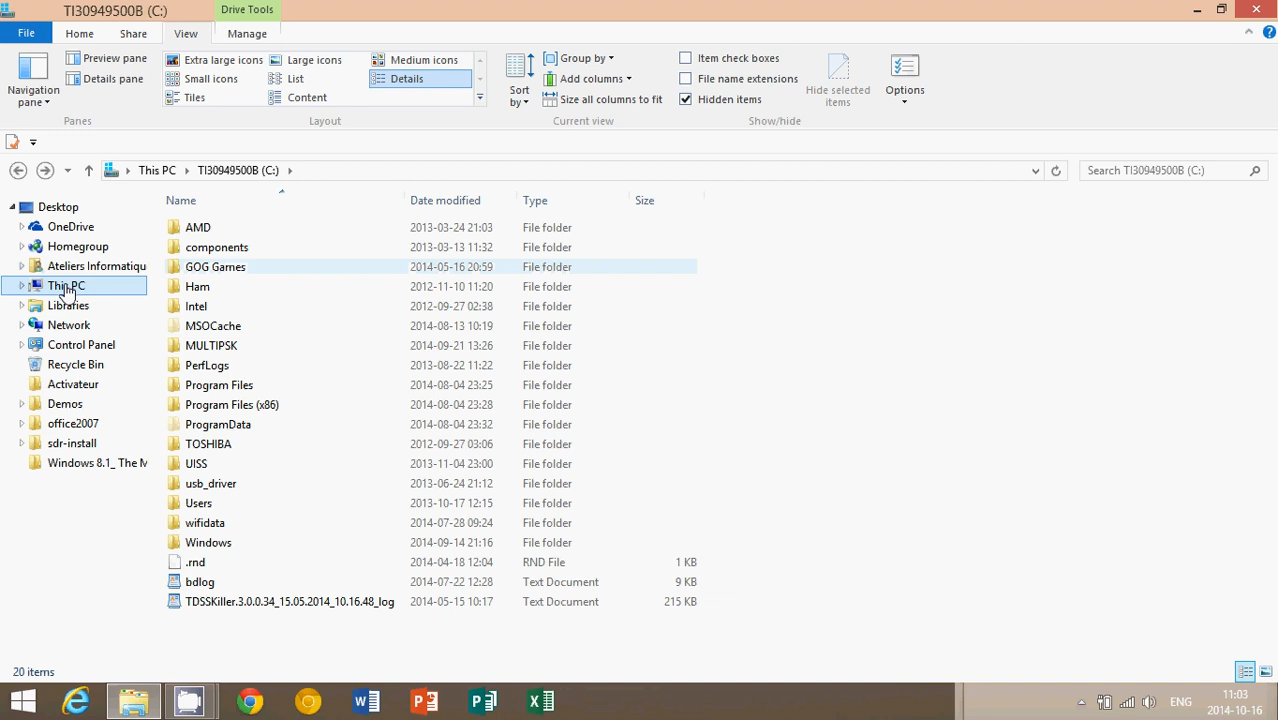 TI30949500B (C:)
Drive Tools
File
Home
Share
View
Manage
Navigation pane
Preview pane
Details pane
Panes
Extra large icons
Large icons
Medium icons
Small icons
List
Details
Tiles
Content
Layout
Sort by
Group by
Add columns
Size all columns to fit
Current view
Item check boxes
File name extensions
Hidden items
Hide selected items
Show/hide
Options
This PC
TI30949500B (C:)
Search TI30949500B (C:)
Desktop
OneDrive
Homegroup
Ateliers Informatiqu
This PC
Libraries
Network
Control Panel
Recycle Bin
Activateur
Demos
office2007
sdr-install
Windows 8.1_ The M
Name Date modified Type Size
AMD 2013-03-24 21:03 File folder
components 2013-03-13 11:32 File folder
GOG Games 2014-05-16 20:59 File folder
Ham 2012-11-10 11:20 File folder
Intel 2012-09-27 02:38 File folder
MSOCache 2014-08-13 10:19 File folder
MULTIPSK 2014-09-21 13:26 File folder
PerfLogs 2013-08-22 11:22 File folder
Program Files 2014-08-04 23:25 File folder
Program Files (x86) 2014-08-04 23:28 File folder
ProgramData 2014-08-04 23:32 File folder
TOSHIBA 2012-09-27 03:06 File folder
UISS 2013-11-04 23:00 File folder
usb_driver 2013-06-24 21:12 File folder
Users 2013-10-17 12:15 File folder
wifidata 2014-07-28 09:24 File folder
Windows 2014-09-14 21:16 File folder
.rnd 2014-04-18 12:04 RND File 1 KB
bdlog 2014-07-22 12:28 Text Document 9 KB
TDSSKiller.3.0.0.34_15.05.2014_10.16.48_log 2014-05-15 10:17 Text Document 215 KB
20 items
ENG
11:03
2014-10-16